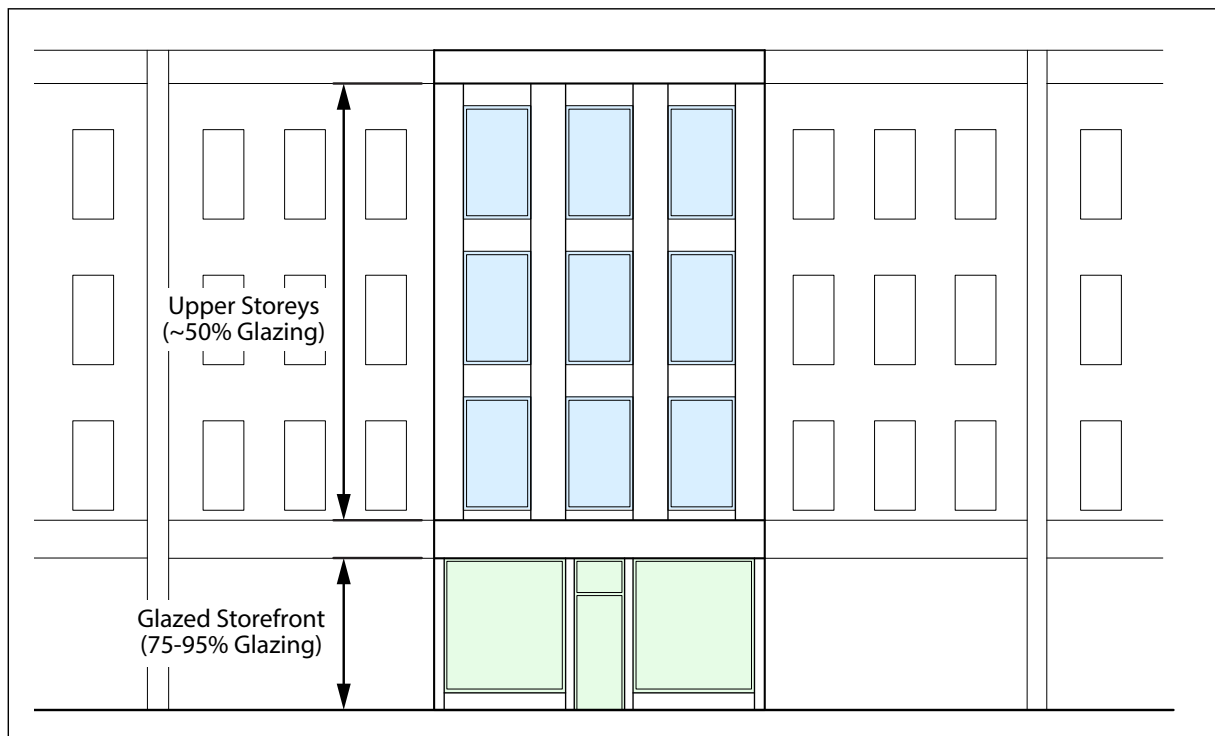 Upper Storeys
(~50% Glazing)
Glazed Storefront
(75-95% Glazing)